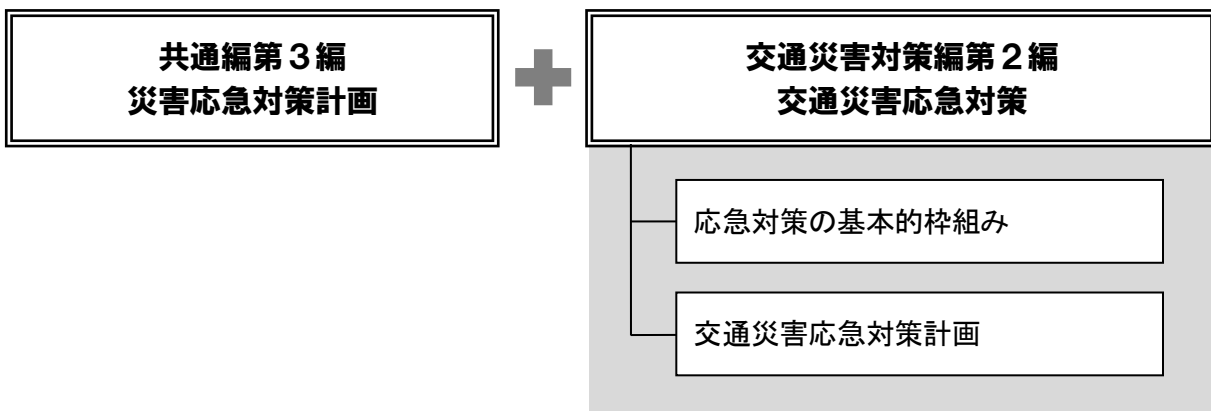 共通編第３編
災害応急対策計画
交通災害対策編第２編
交通災害応急対策
応急対策の基本的枠組み
交通災害応急対策計画